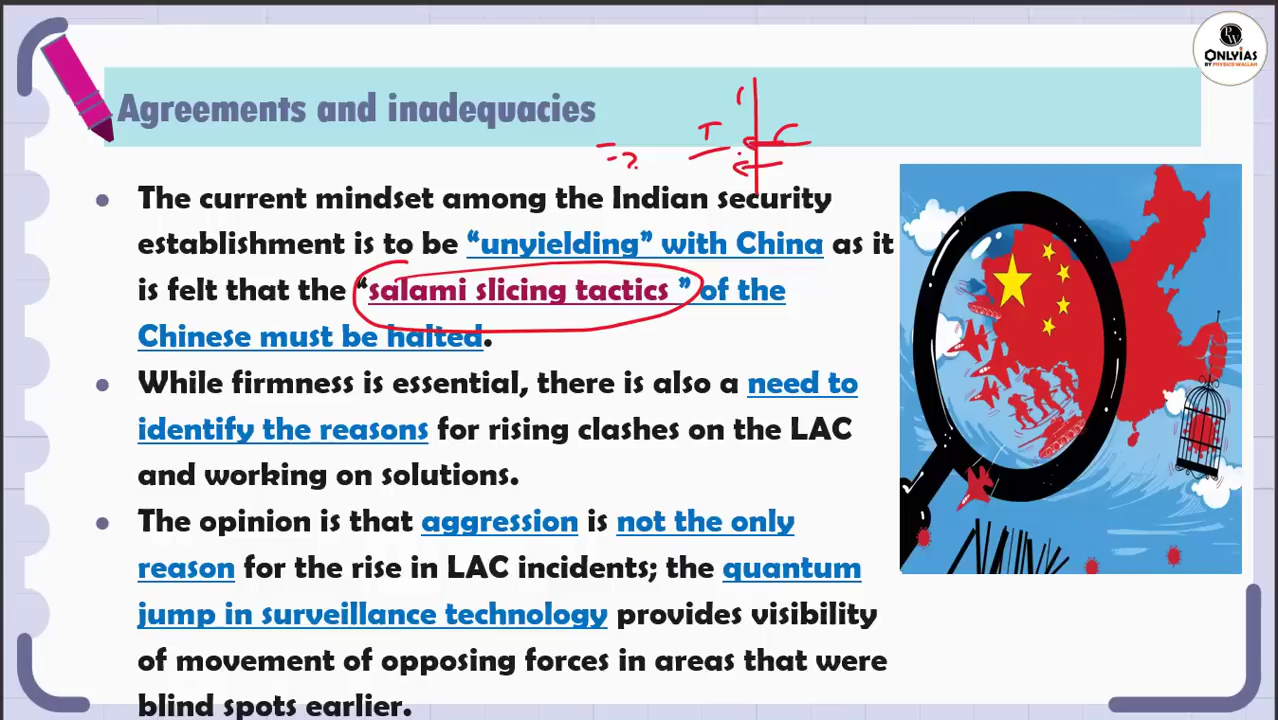 PW
ONLYIAS
BY PHYSICS WALLAH
Agreements and inadequacies
I C
=?
• The current mindset among the Indian security
establishment is to be “unyielding” with China as it
is felt that the “salami slicing tactics ” of the
Chinese must be halted.
• While firmness is essential, there is also a need to
identify the reasons for rising clashes on the LAC
and working on solutions.
• The opinion is that aggression is not the only
reason for the rise in LAC incidents; the quantum
jump in surveillance technology provides visibility
of movement of opposing forces in areas that were
blind spots earlier.